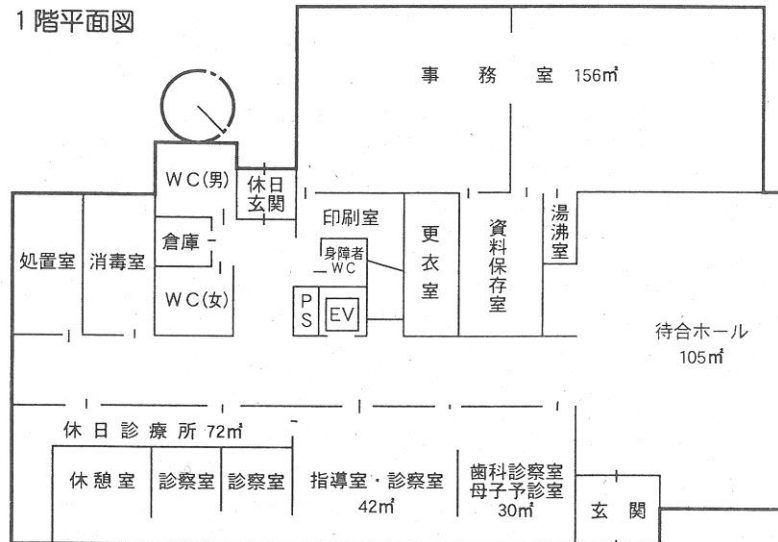 1階平面図
事務室 156㎡
WC(男)
休日
玄関
印刷室
湯沸室
処置室
消毒室
倉庫
身障者
WC
更衣室
資料保存室
WC(女)
PS
EV
待合ホール
105㎡
休日診療所 72㎡
休憩室
診察室
診察室
指導室・診察室
42㎡
歯科診察室
母子予診室
30㎡
玄関